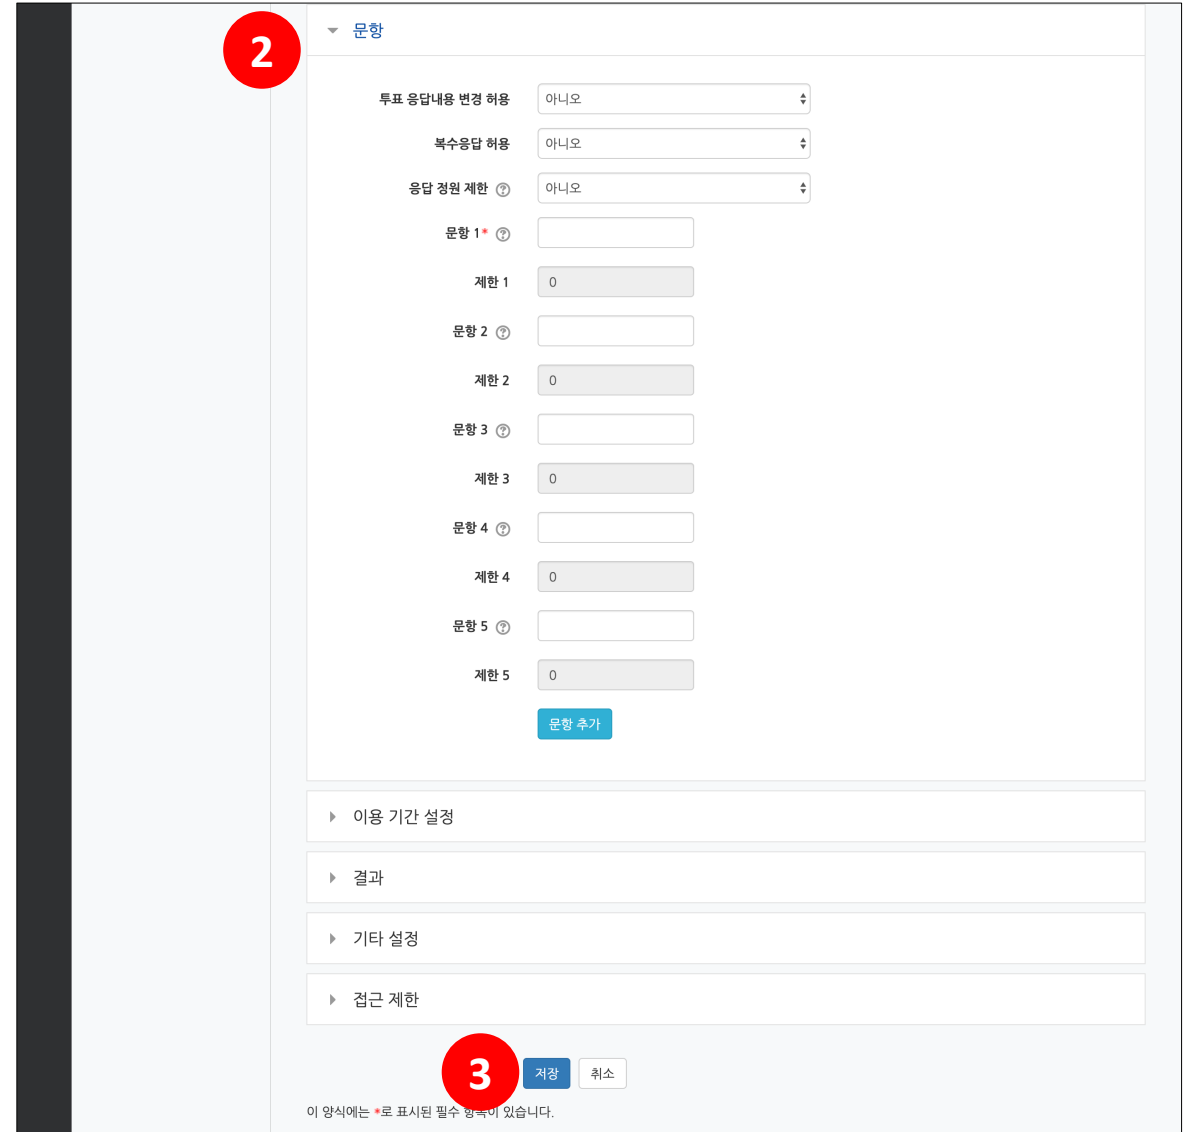 2
문항
투표 응답내용 변경 허용 아니오
복수응답 허용 아니오
응답 정원 제한 ? 아니오
문항 1* ?
제한 1 0
문항 2 ?
제한 2 0
문항 3 ?
제한 3 0
문항 4 ?
제한 4 0
문항 5 ?
제한 5 0
문항 추가
이용 기간 설정
결과
기타 설정
접근 제한
3 저장 취소
이 양식에는 *로 표시된 필수 항목이 있습니다.